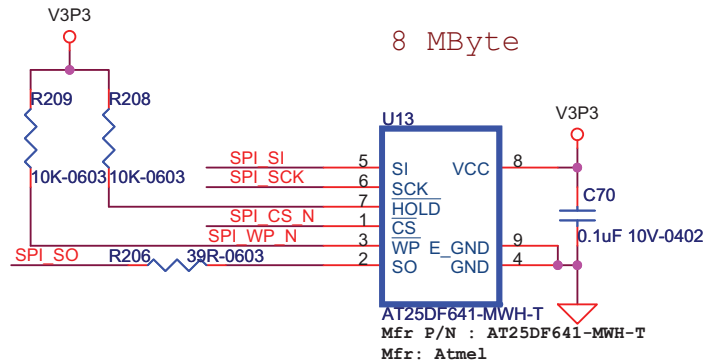 V3P3
8 MByte
R209 R208
U13
V3P3
10K-0603 10K-0603
SPI_SI 5 SI VCC 8
SPI_SCK 6 SCK
C70
7 HOLD
SPI_CS_N 1 CS
0.1uF 10V-0402
SPI_WP_N 3 WP E_GND 9
SPI_SO R206 39R-0603 2 SO GND 4
AT25DF641-MWH-T
Mfr P/N : AT25DF641-MWH-T
Mfr: Atmel